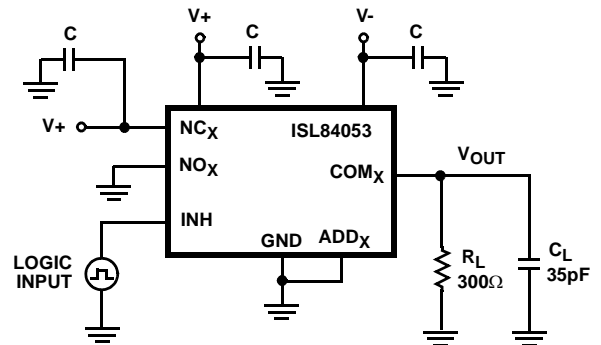 V+
V-
C
C
C
V+
NCX
ISL84053
NOX
COMX
VOUT
INH
GND
ADDX
LOGIC
INPUT
RL
300Ω
CL
35pF